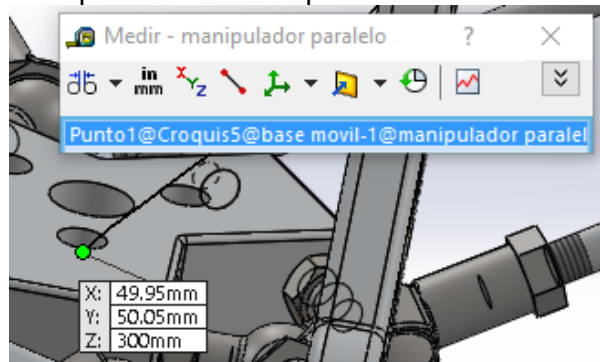 Medir - manipulador paralelo ? ×
in
mm
X Y Z
Punto1@Croquis5@base movil-1@manipulador paralel
X: 49.95mm
Y: 50.05mm
Z: 300mm